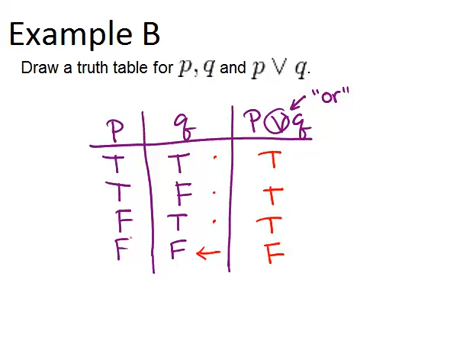 Example B
Draw a truth table for p, q and p ∨ q.
"or"
P q P ∨ q
T T T
T F T
F T T
F F ← F